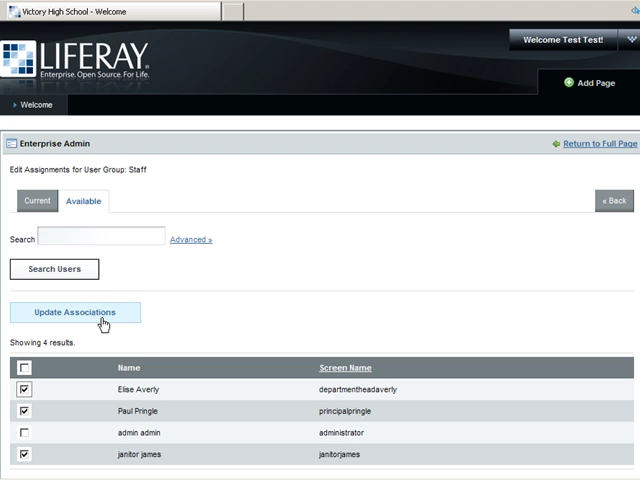 Victory High School - Welcome
LIFERAY®
Enterprise. Open Source. For Life.
Welcome Test Test!
Add Page
Welcome
Enterprise Admin
Return to Full Page
Edit Assignments for User Group: Staff
Current Available « Back
Search Advanced »
Search Users
Update Associations
Showing 4 results.
Name Screen Name
Elise Averly departmentheadaverly
Paul Pringle principalpringle
admin admin administrator
janitor james janitorjames